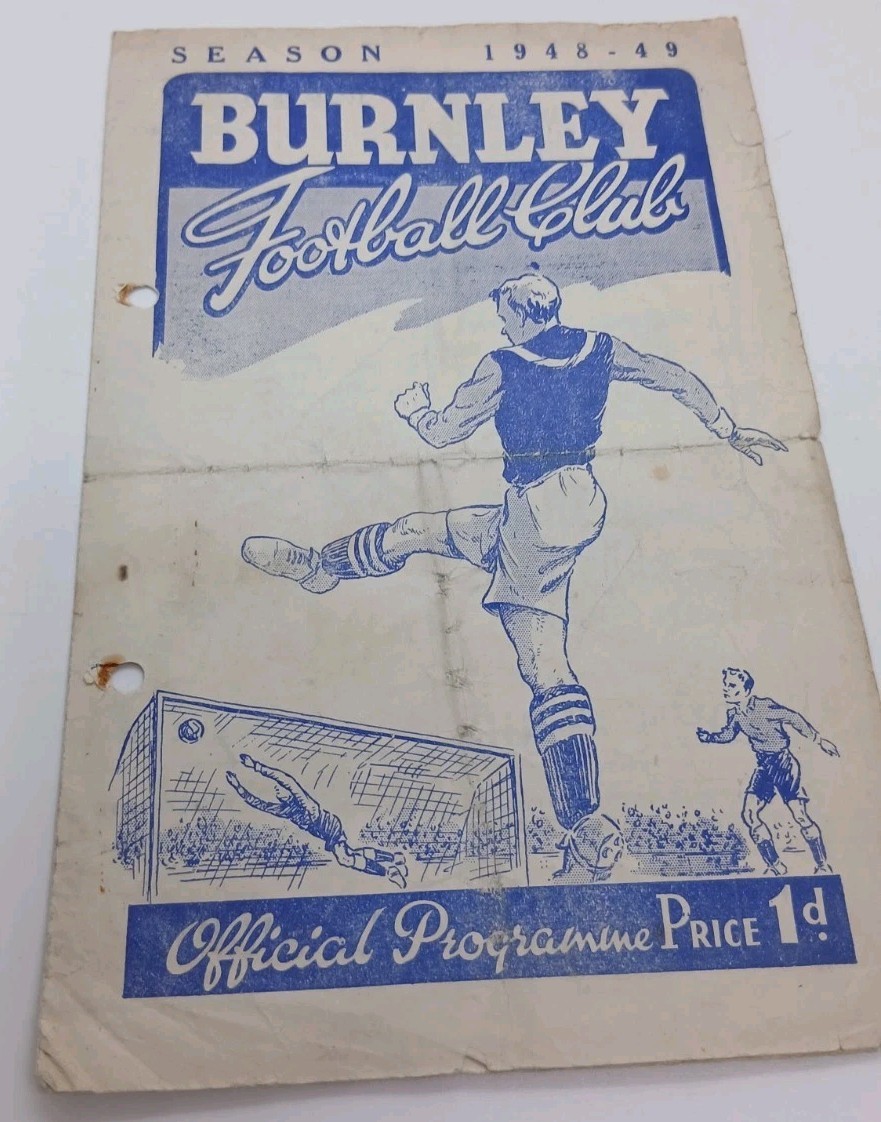 SEASON 1948-49
BURNLEY
Football Club
Official Programme PRICE 1d.